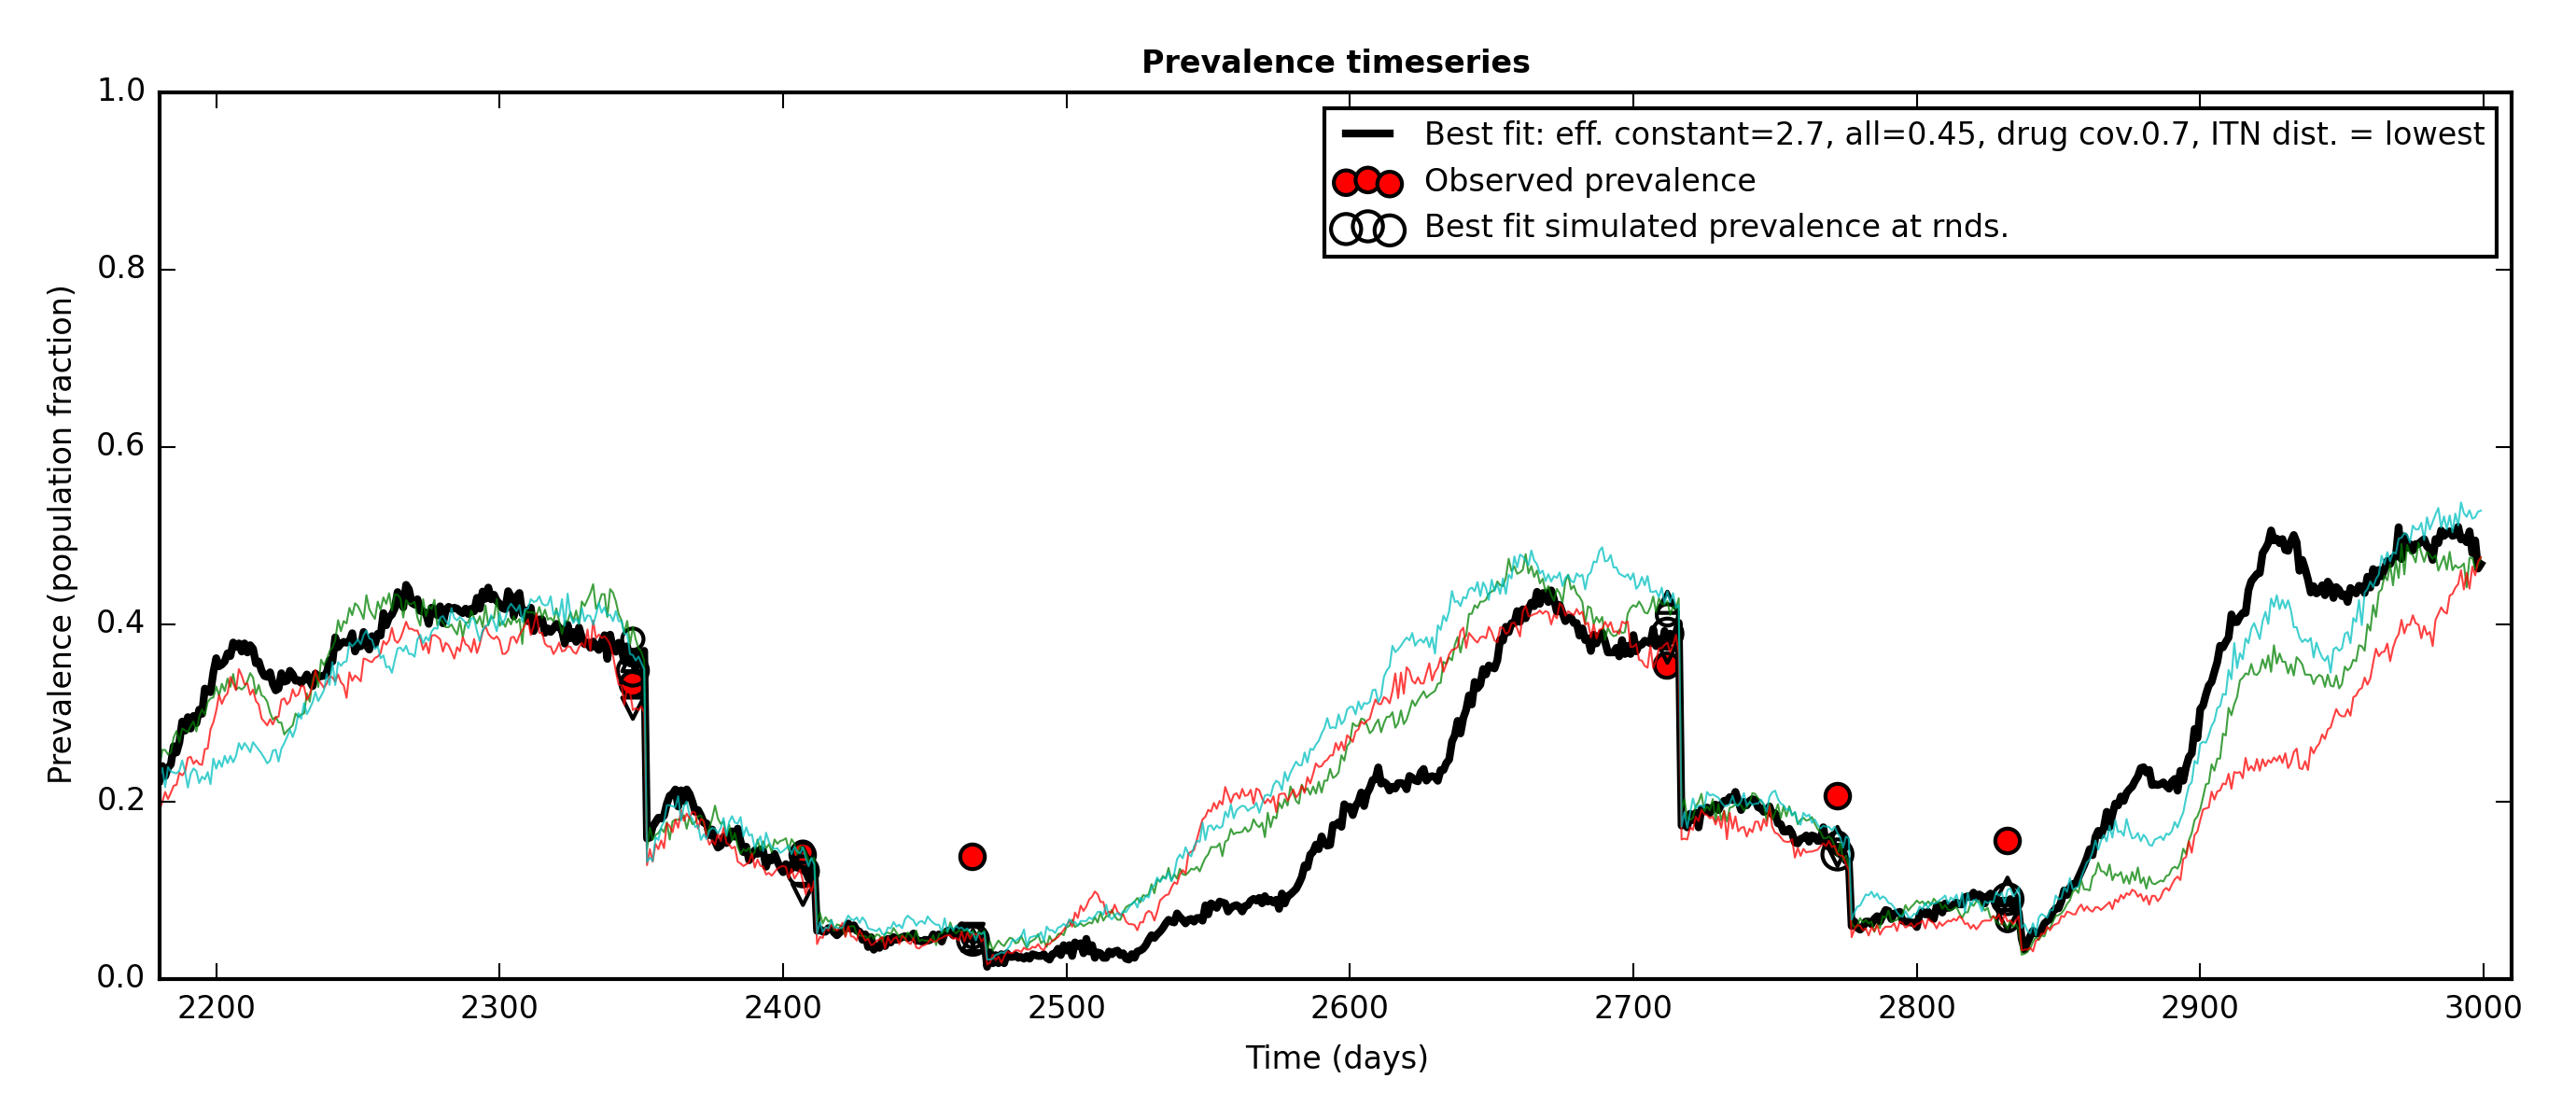 Prevalence timeseries
1.0
0.8
0.6
0.4
0.2
0.0
Prevalence (population fraction)
Best fit: eff. constant=2.7, all=0.45, drug cov.0.7, ITN dist. = lowest
Observed prevalence
Best fit simulated prevalence at rnds.
2200 2300 2400 2500 2600 2700 2800 2900 3000
Time (days)